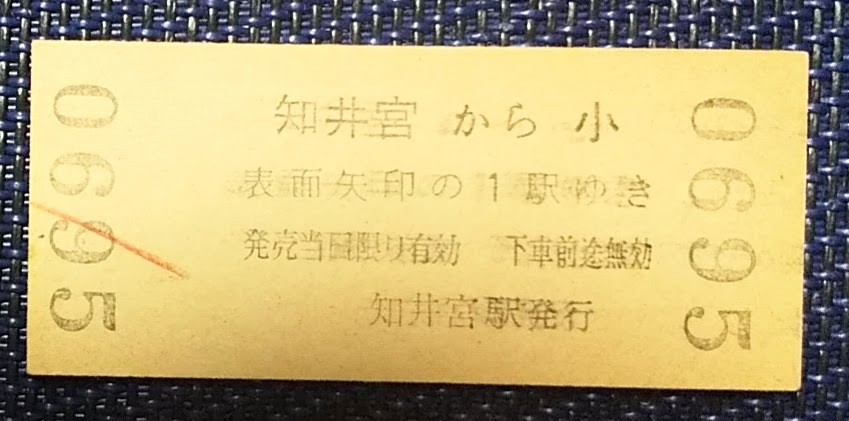 0695
知井宮 から 小
表面矢印の1駅ゆき
発売当日限り有効 下車前途無効
知井宮駅発行
0695